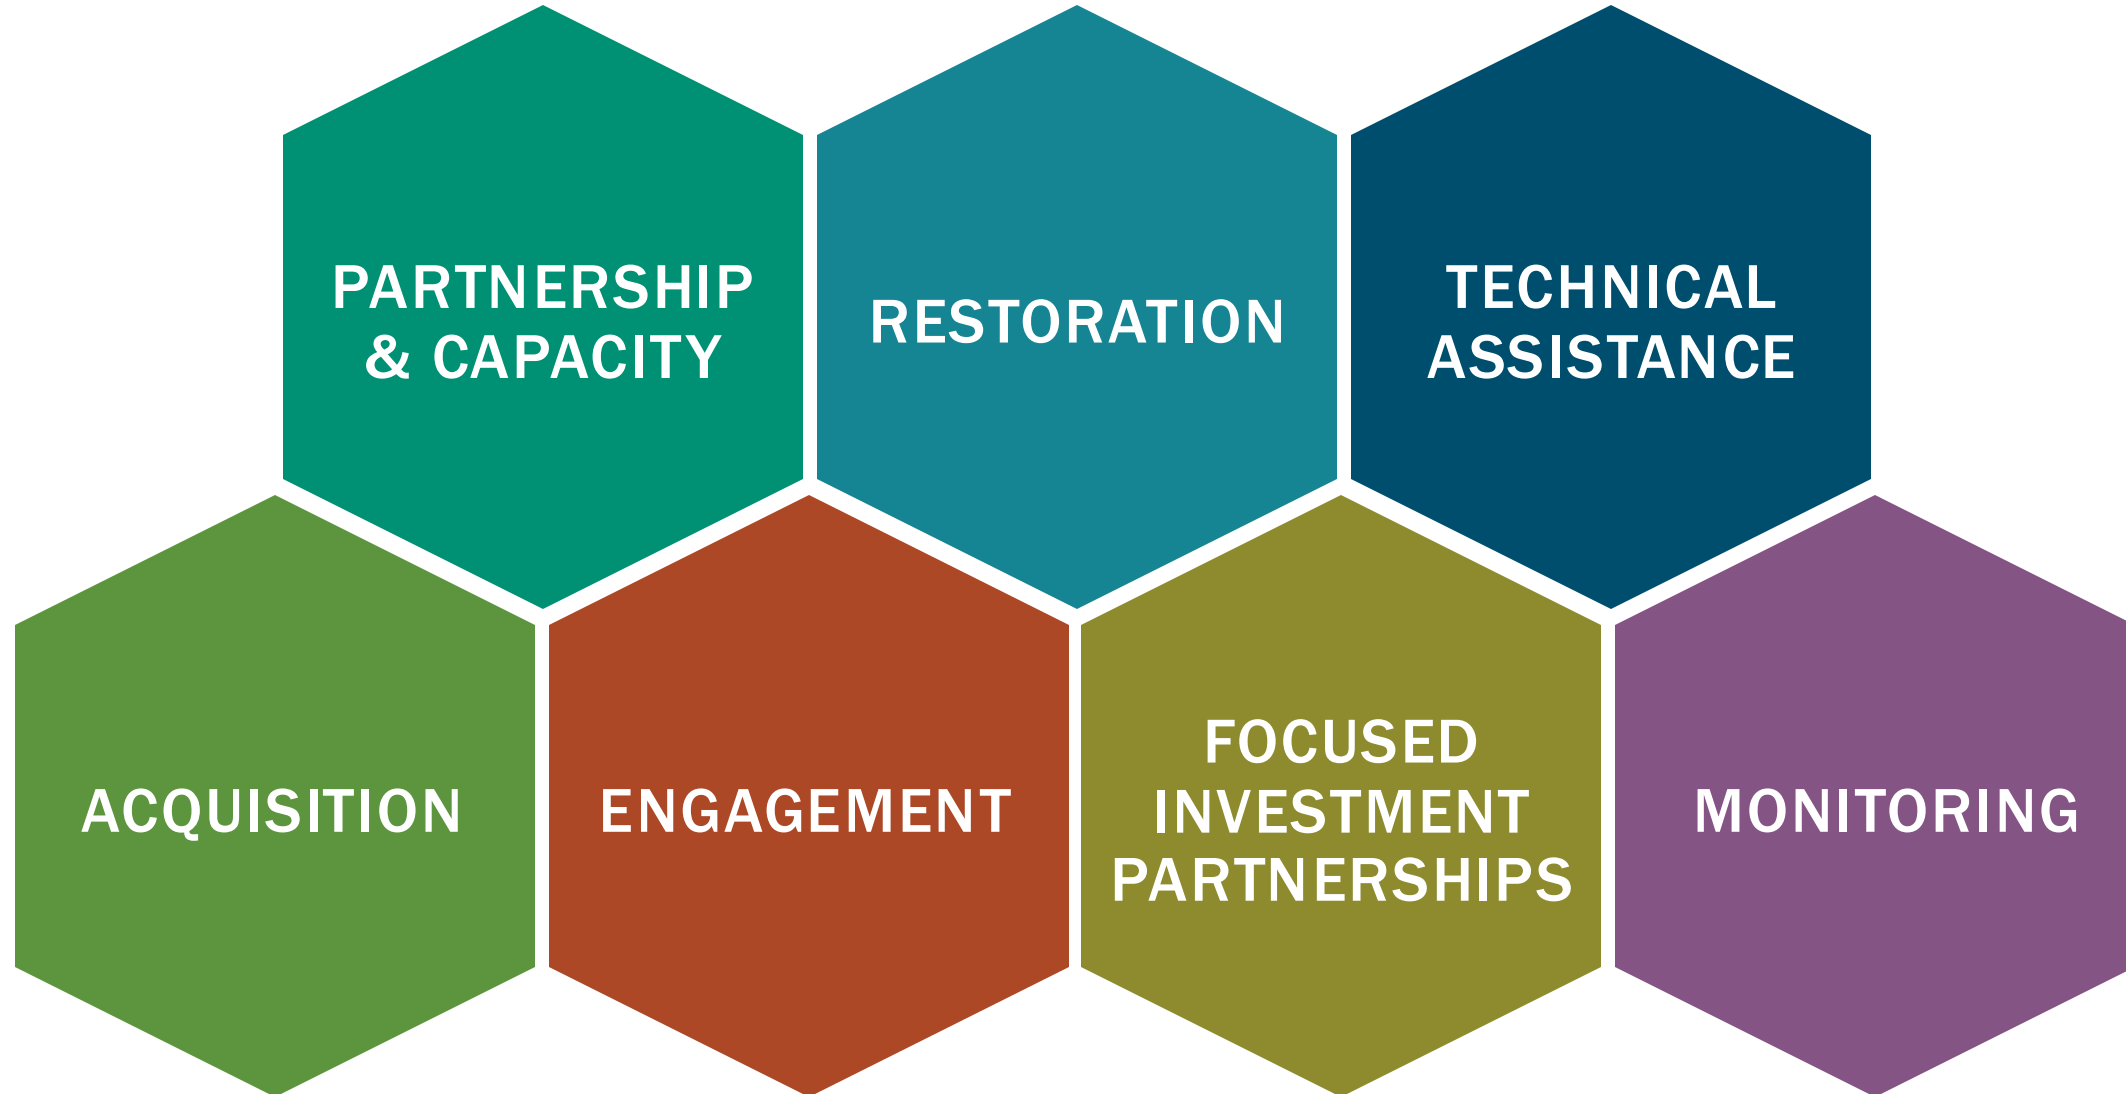 PARTNERSHIP
& CAPACITY
RESTORATION
TECHNICAL
ASSISTANCE
ACQUISITION
ENGAGEMENT
FOCUSED
INVESTMENT
PARTNERSHIPS
MONITORING